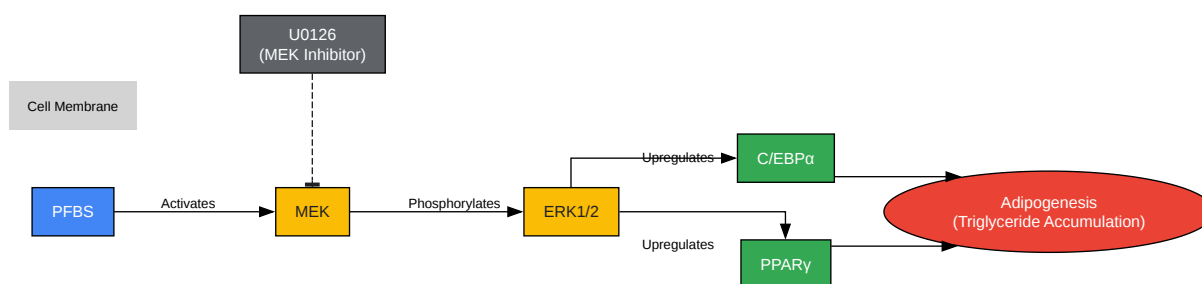 U0126
(MEK Inhibitor)
Cell Membrane
PFBS
Activates
MEK
Phosphorylates
ERK1/2
Upregulates
C/EBPα
Upregulates
PPARγ
Adipogenesis
(Triglyceride Accumulation)